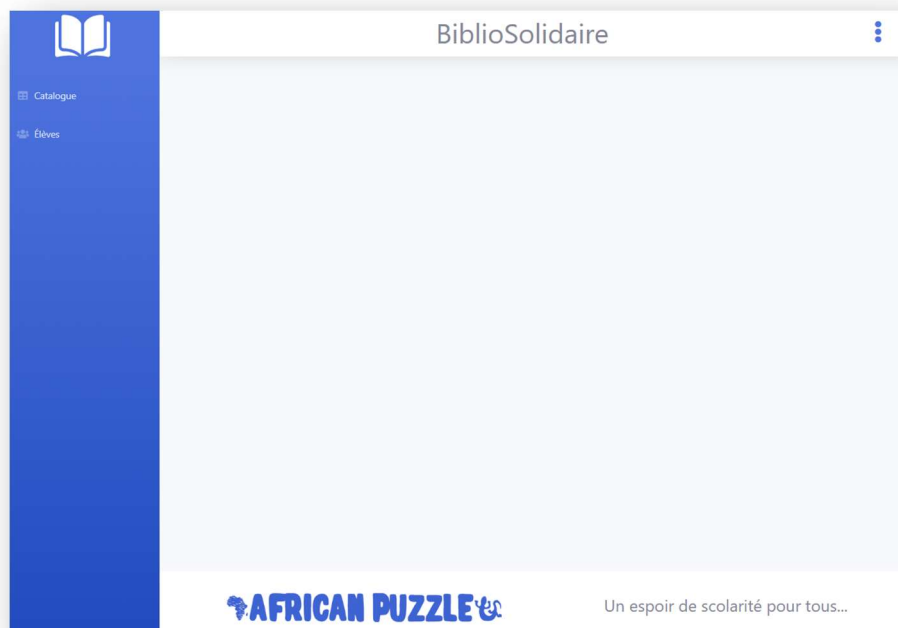 BiblioSolidaire
Catalogue
Élèves
AFRICAN PUZZLE
Un espoir de scolarité pour tous...